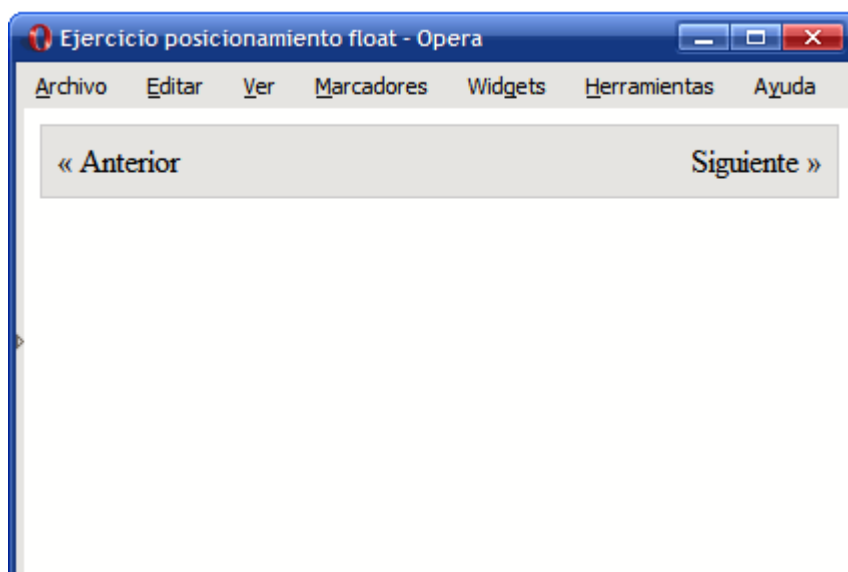 Ejercicio posicionamiento float - Opera
Archivo Editar Ver Marcadores Widgets Herramientas Ayuda
« Anterior Siguiente »